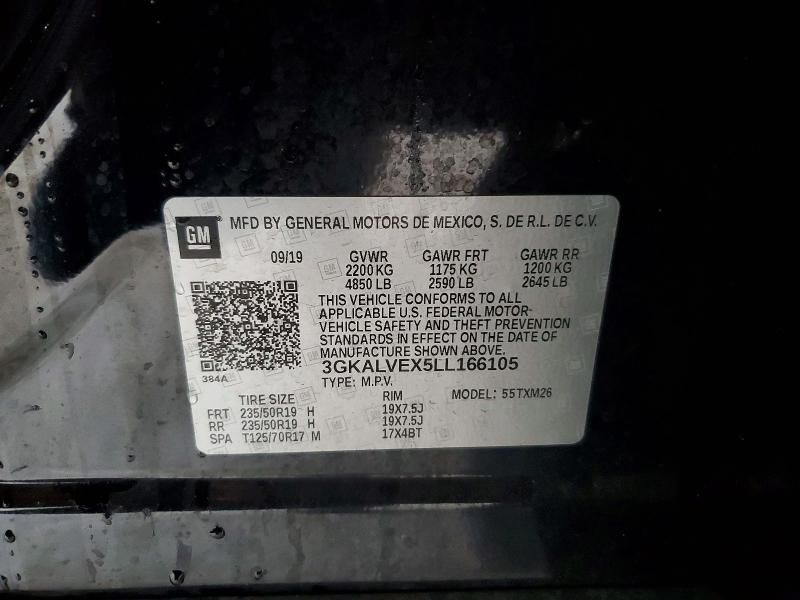 GM MFD BY GENERAL MOTORS DE MEXICO, S. DE R.L. DE C.V.
09/19 GVWR GAWR FRT GAWR RR
2200 KG 1175 KG 1200 KG
4850 LB 2590 LB 2645 LB
THIS VEHICLE CONFORMS TO ALL
APPLICABLE U.S. FEDERAL MOTOR-
VEHICLE SAFETY AND THEFT PREVENTION
STANDARDS IN EFFECT ON THE DATE OF
MANUFACTURE SHOWN ABOVE.
3GKALVEX5LL166105
384A
TYPE: M.P.V. MODEL: 55TXM26
TIRE SIZE RIM
FRT 235/50R19 H 19X7.5J
RR 235/50R19 H 19X7.5J
SPA T125/70R17 M 17X4BT